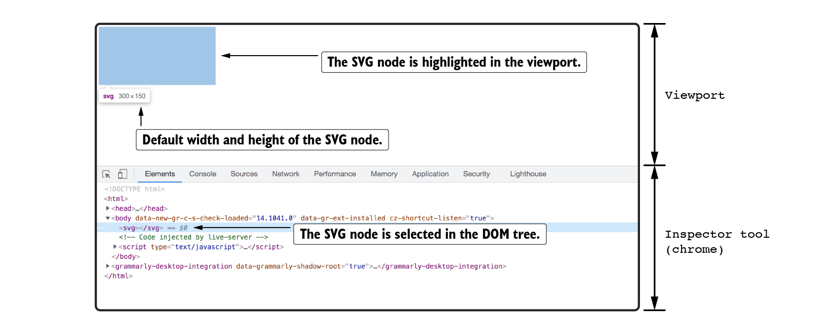 The SVG node is highlighted in the viewport.
Viewport
svg 300×150
Default width and height of the SVG node.
Elements Console Sources Network Performance Memory Application Security Lighthouse
<!DOCTYPE html>
<html>
▶<head>…</head>
▼<body data-new-gr-c-s-check-loaded="14.1041.0" data-gr-ext-installed cz-shortcut-listen="true">
<svg></svg> == $0
The SVG node is selected in the DOM tree.
<!-- Code injected by live-server -->
▶<script type="text/javascript">…</script>
</body>
▶<grammarly-desktop-integration data-grammarly-shadow-root="true">…</grammarly-desktop-integration>
</html>
Inspector tool
(chrome)